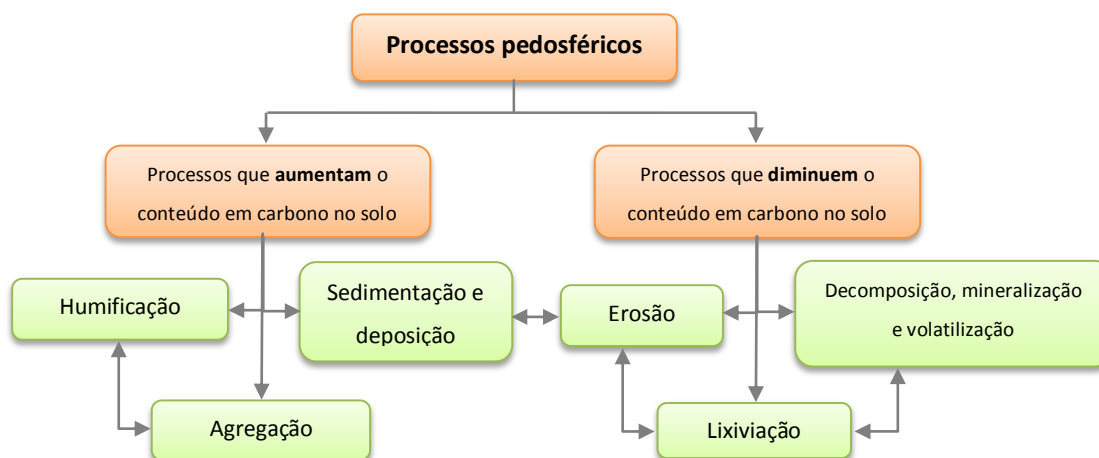 Processos pedosféricos
Processos que aumentam o
conteúdo em carbono no solo
Processos que diminuem o
conteúdo em carbono no solo
Humificação
Sedimentação e
deposição
Erosão
Decomposição, mineralização
e volatilização
Agregação
Lixiviação